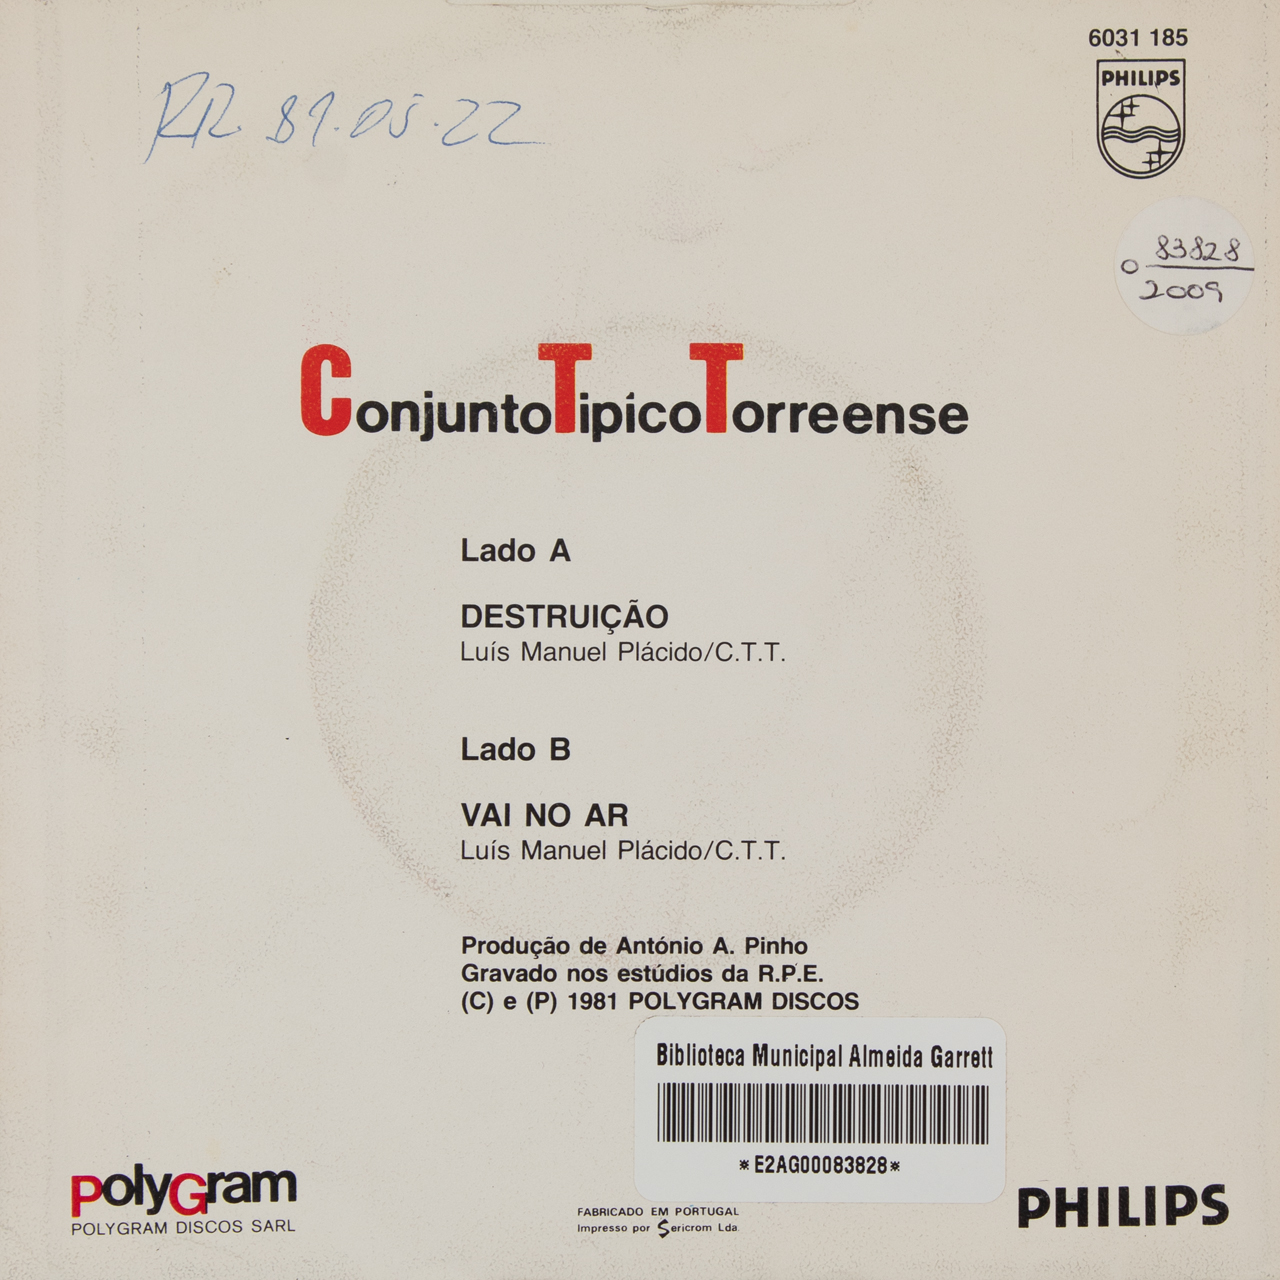 6031 185
PHILIPS
RR 81.05.22
83828
0
2009
ConjuntoTipícoTorreense
Lado A
DESTRUIÇÃO
Luís Manuel Plácido/C.T.T.
Lado B
VAI NO AR
Luís Manuel Plácido/C.T.T.
Produção de António A. Pinho
Gravado nos estúdios da R.P.E.
(C) e (P) 1981 POLYGRAM DISCOS
Biblioteca Municipal Almeida Garrett
*E2AG00083828*
polyGram
POLYGRAM DISCOS SARL
FABRICADO EM PORTUGAL
Impresso por Sericrom Lda.
PHILIPS